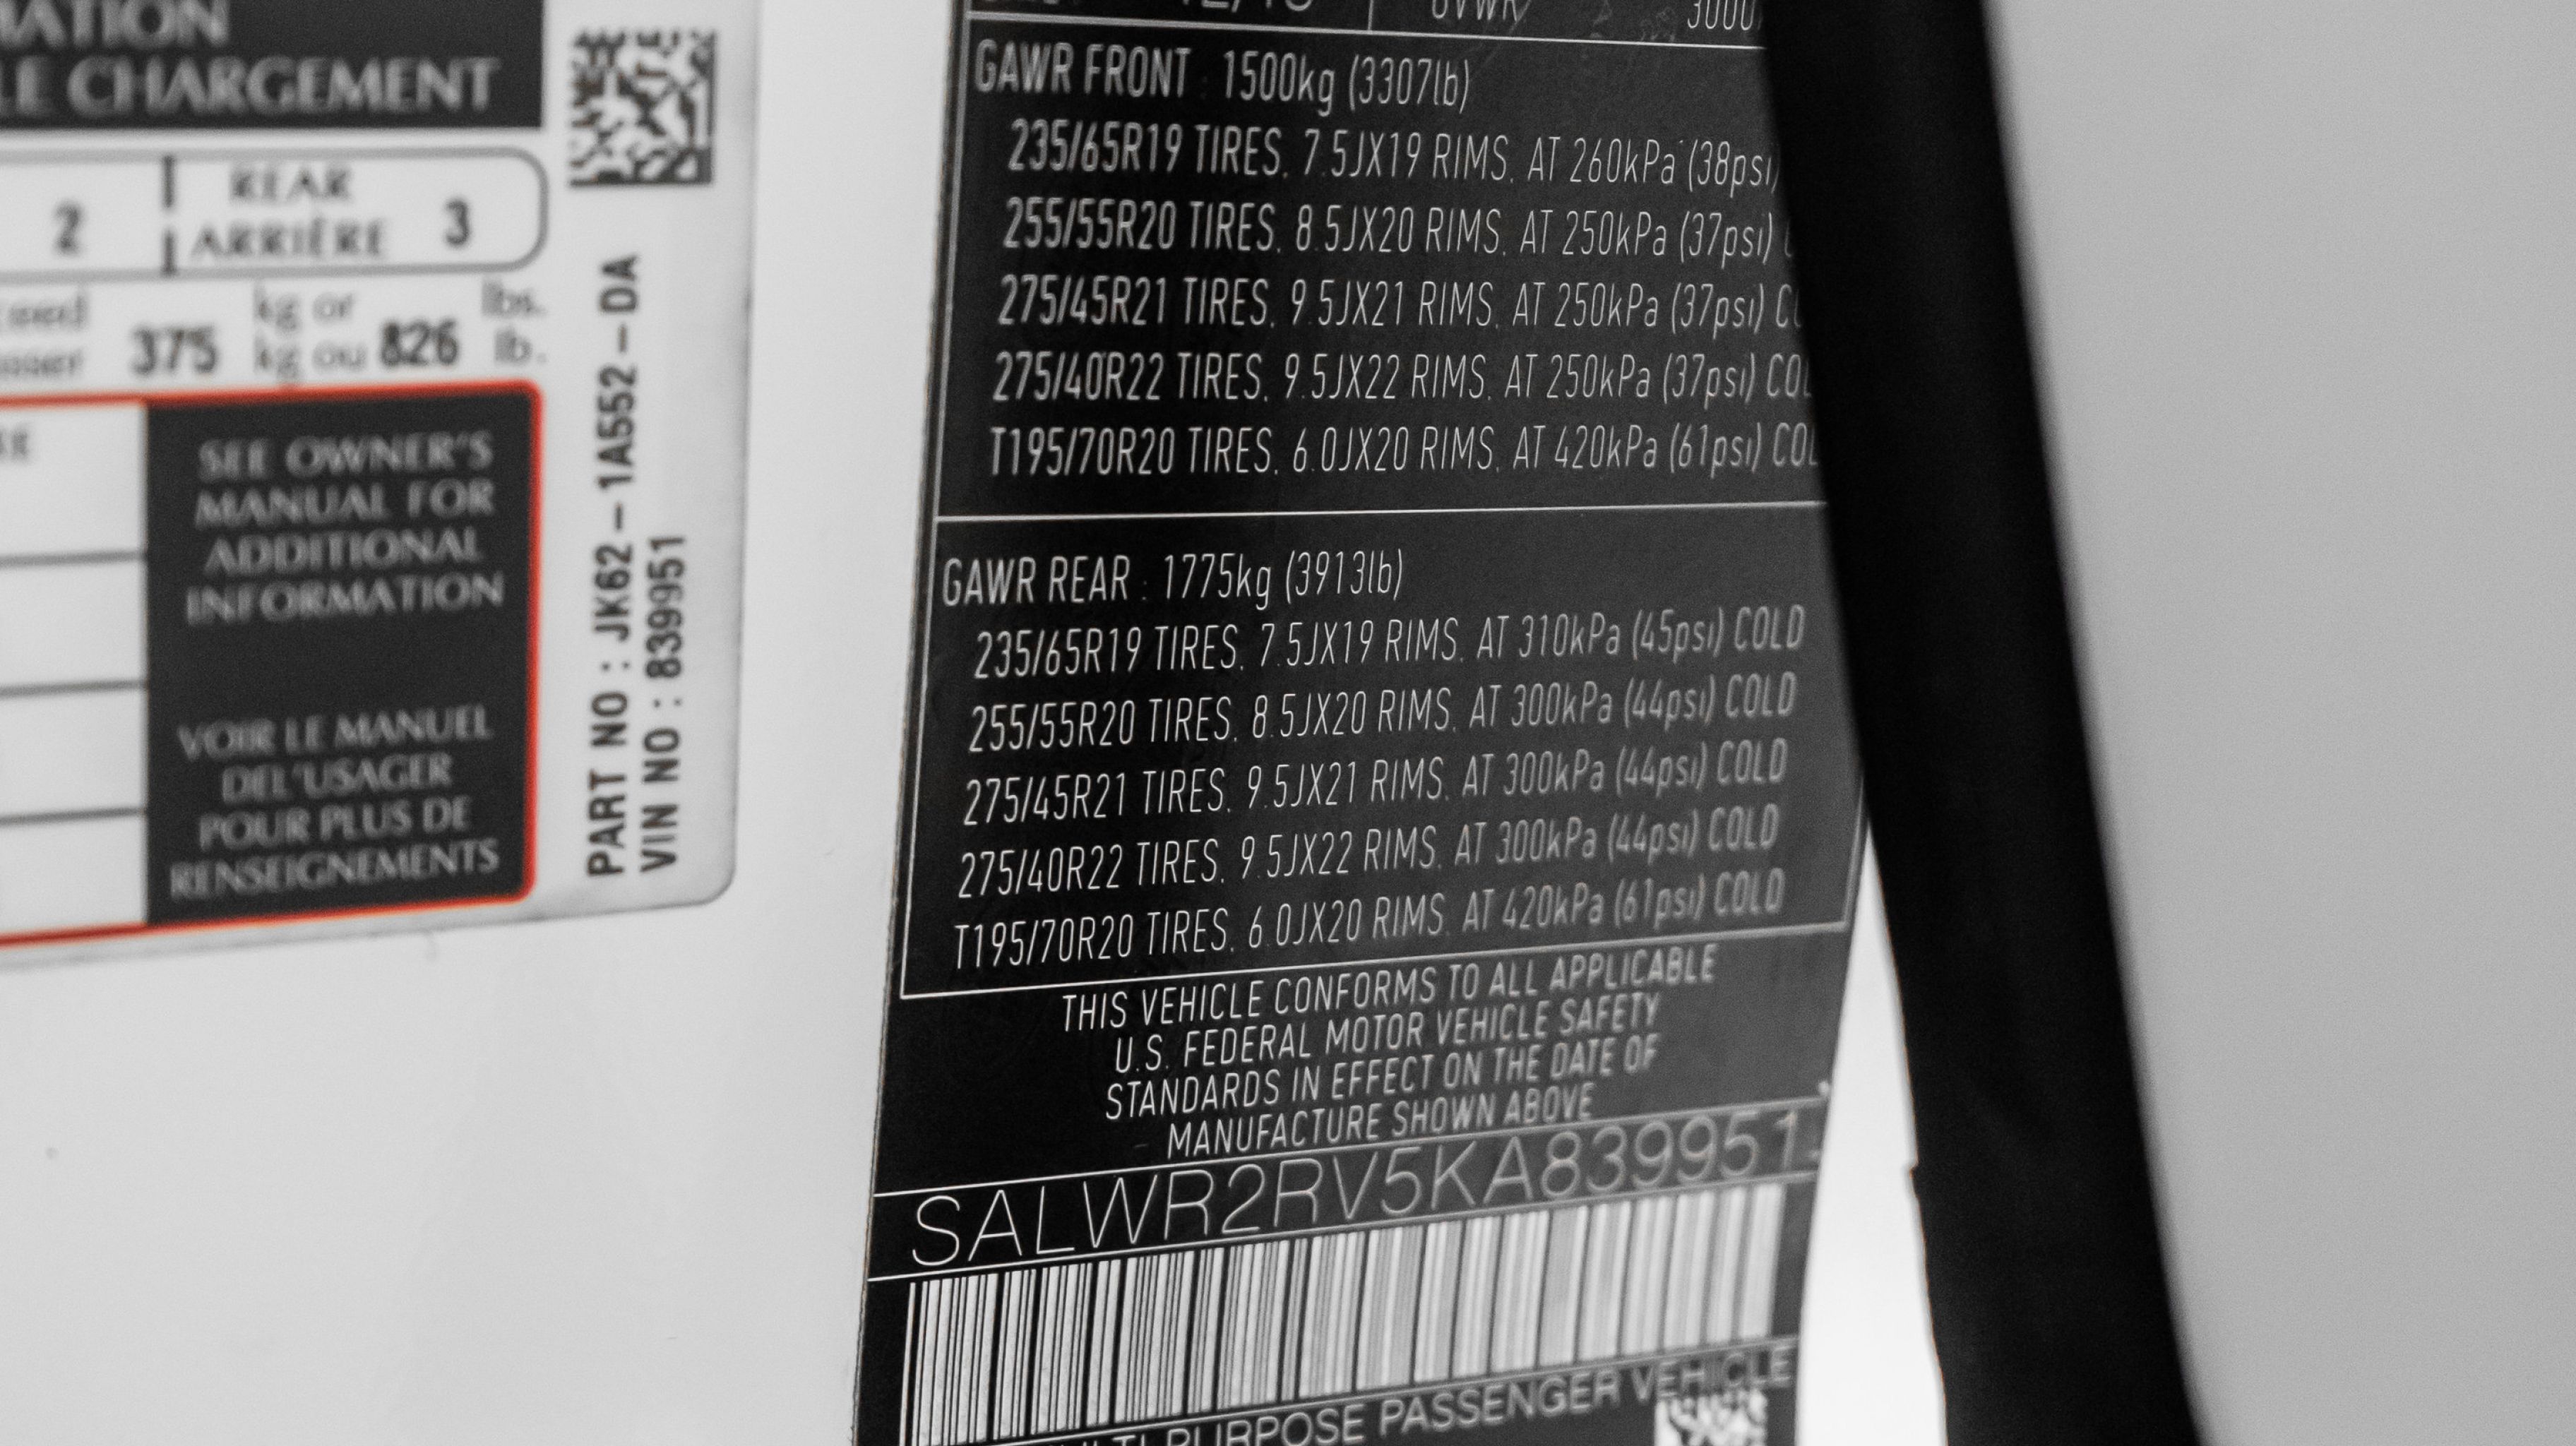 LE CHARGEMENT
2
REAR
ARRIÈRE
3
375 kg or
kg ou 826
lbs.
lb.
SEE OWNER'S
MANUAL FOR
ADDITIONAL
INFORMATION
VOIR LE MANUEL
DEL'USAGER
POUR PLUS DE
RENSEIGNEMENTS
PART NO : JK62-1A552-DA
VIN NO : 839951
GVWR
GAWR FRONT : 1500kg (3307lb)
235/65R19 TIRES, 7.5JX19 RIMS, AT 260kPa (38psi)
255/55R20 TIRES, 8.5JX20 RIMS, AT 250kPa (37psi)
275/45R21 TIRES, 9.5JX21 RIMS, AT 250kPa (37psi) CO
275/40R22 TIRES, 9.5JX22 RIMS, AT 250kPa (37psi) COL
T195/70R20 TIRES, 6.0JX20 RIMS, AT 420kPa (61psi) COL
GAWR REAR : 1775kg (3913lb)
235/65R19 TIRES, 7.5JX19 RIMS, AT 310kPa (45psi) COLD
255/55R20 TIRES, 8.5JX20 RIMS, AT 300kPa (44psi) COLD
275/45R21 TIRES, 9.5JX21 RIMS, AT 300kPa (44psi) COLD
275/40R22 TIRES, 9.5JX22 RIMS, AT 300kPa (44psi) COLD
T195/70R20 TIRES, 6.0JX20 RIMS, AT 420kPa (61psi) COLD
THIS VEHICLE CONFORMS TO ALL APPLICABLE
U.S. FEDERAL MOTOR VEHICLE SAFETY
STANDARDS IN EFFECT ON THE DATE OF
MANUFACTURE SHOWN ABOVE
SALWR2RV5KA839951
MULTI PURPOSE PASSENGER VEHICLE